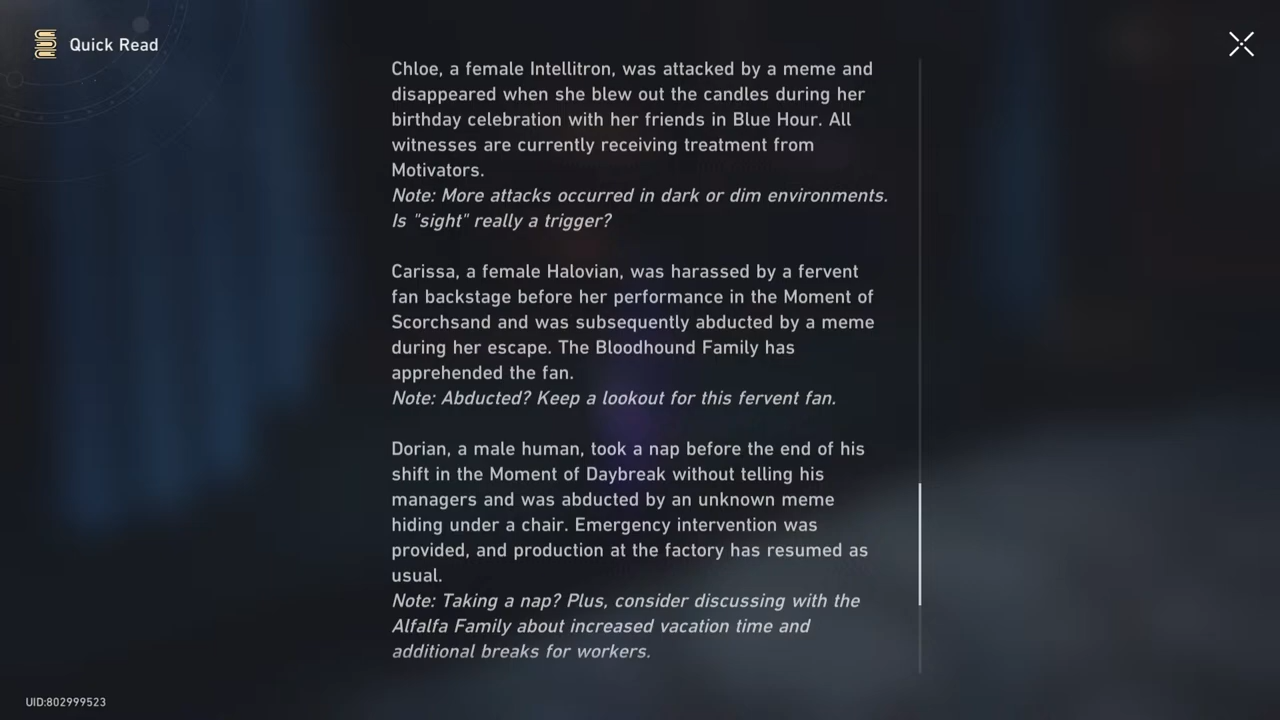 Quick Read
Chloe, a female Intellitron, was attacked by a meme and
disappeared when she blew out the candles during her
birthday celebration with her friends in Blue Hour. All
witnesses are currently receiving treatment from
Motivators.
Note: More attacks occurred in dark or dim environments.
Is "sight" really a trigger?
Carissa, a female Halovian, was harassed by a fervent
fan backstage before her performance in the Moment of
Scorchsand and was subsequently abducted by a meme
during her escape. The Bloodhound Family has
apprehended the fan.
Note: Abducted? Keep a lookout for this fervent fan.
Dorian, a male human, took a nap before the end of his
shift in the Moment of Daybreak without telling his
managers and was abducted by an unknown meme
hiding under a chair. Emergency intervention was
provided, and production at the factory has resumed as
usual.
Note: Taking a nap? Plus, consider discussing with the
Alfalfa Family about increased vacation time and
additional breaks for workers.
UID:802999523